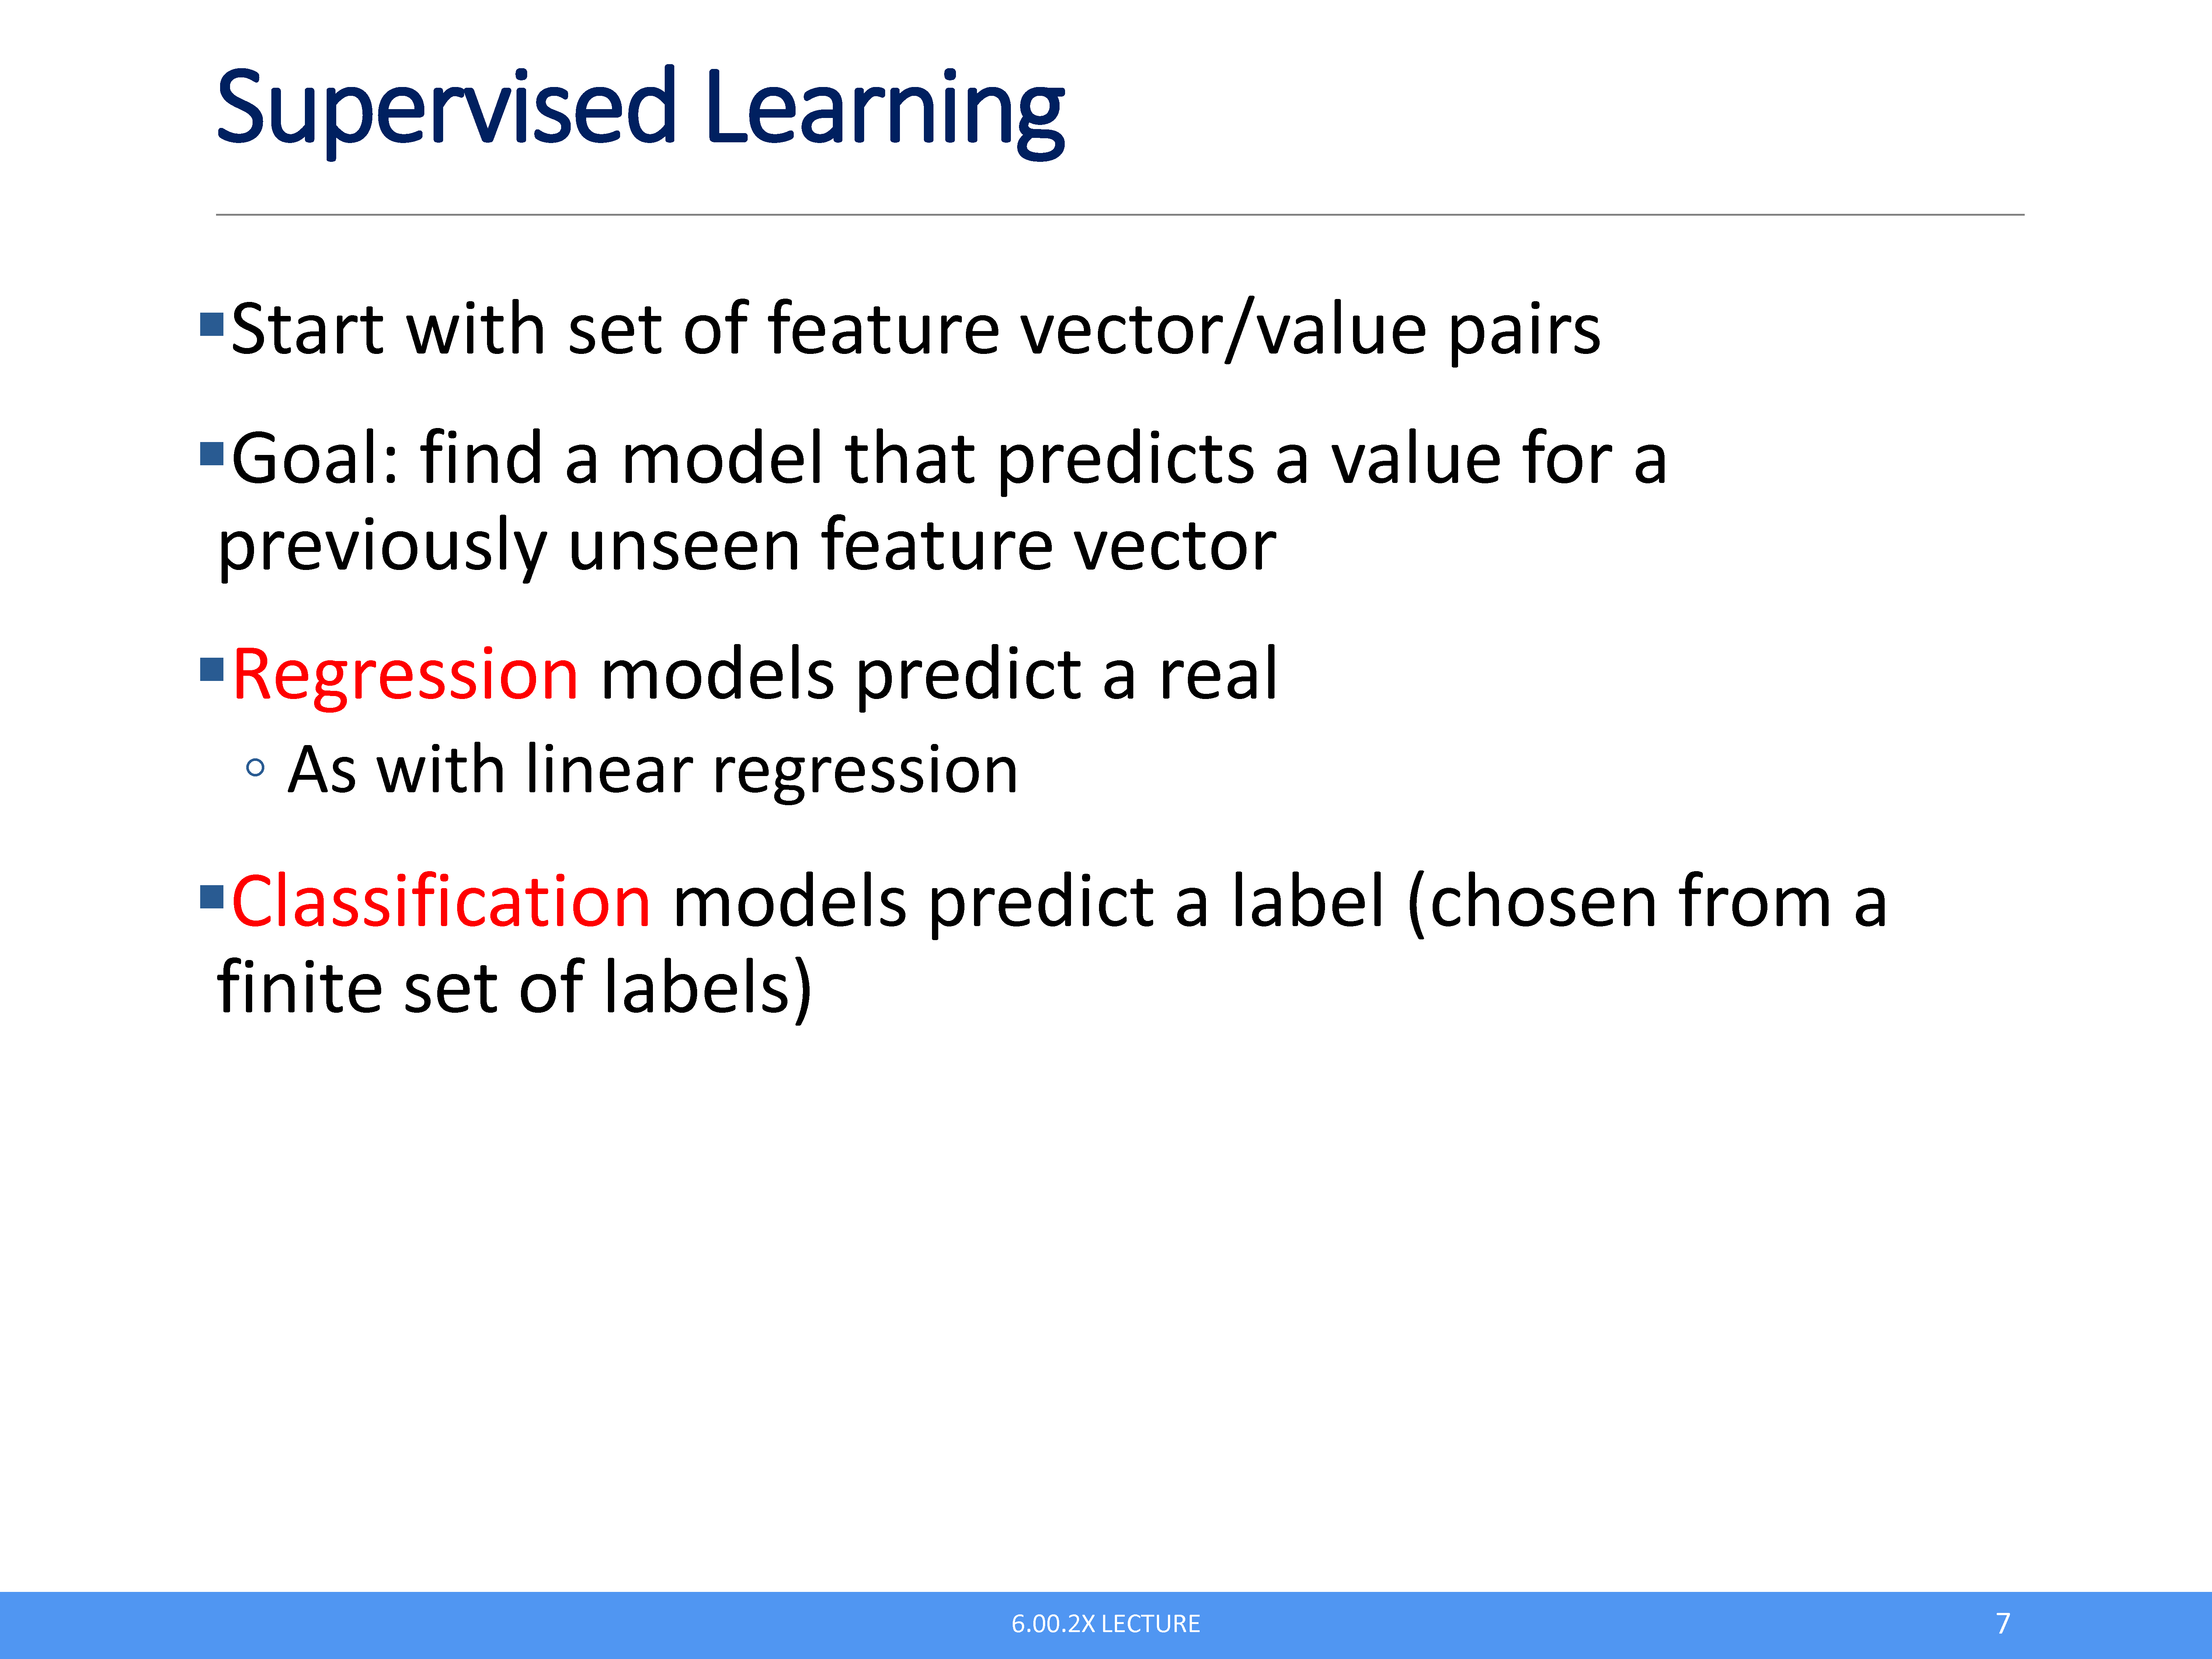 Supervised Learning
▪Start with set of feature vector/value pairs
▪Goal: find a model that predicts a value for a
previously unseen feature vector
▪Regression models predict a real
◦ As with linear regression
▪Classification models predict a label (chosen from a
finite set of labels)
6.00.2X LECTURE
7